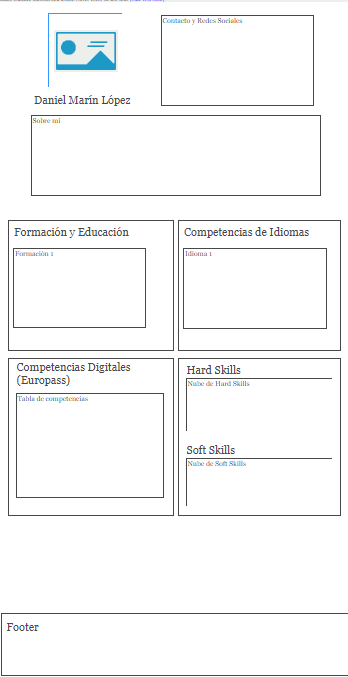 Contacto y Redes Sociales
Daniel Marín López
Sobre mí
Formación y Educación
Formación 1
Competencias de Idiomas
Idioma 1
Competencias Digitales
(Europass)
Tabla de competencias
Hard Skills
Nube de Hard Skills
Soft Skills
Nube de Soft Skills
Footer